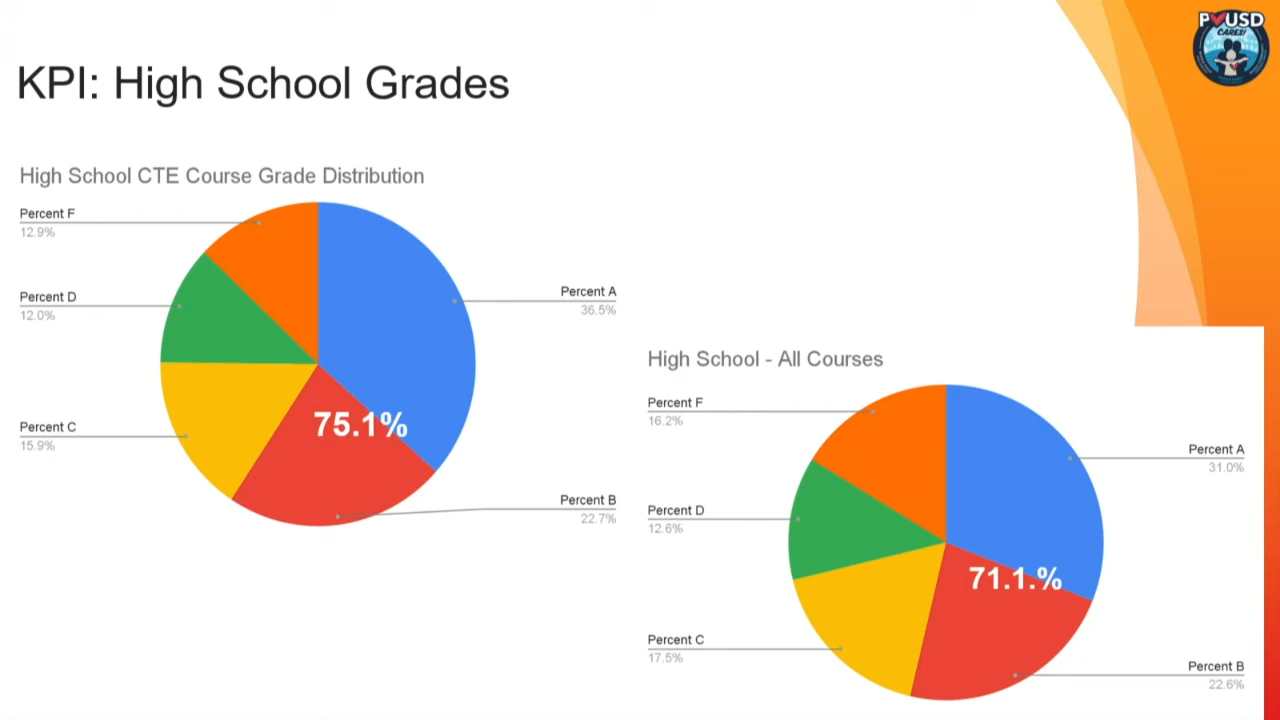 P USD
CARES!
KPI: High School Grades
High School CTE Course Grade Distribution
Percent F
12.9%
Percent D
12.0%
Percent C
15.9%
Percent A
36.5%
Percent B
22.7%
75.1%
High School - All Courses
Percent F
16.2%
Percent D
12.6%
Percent C
17.5%
Percent A
31.0%
Percent B
22.6%
71.1.%